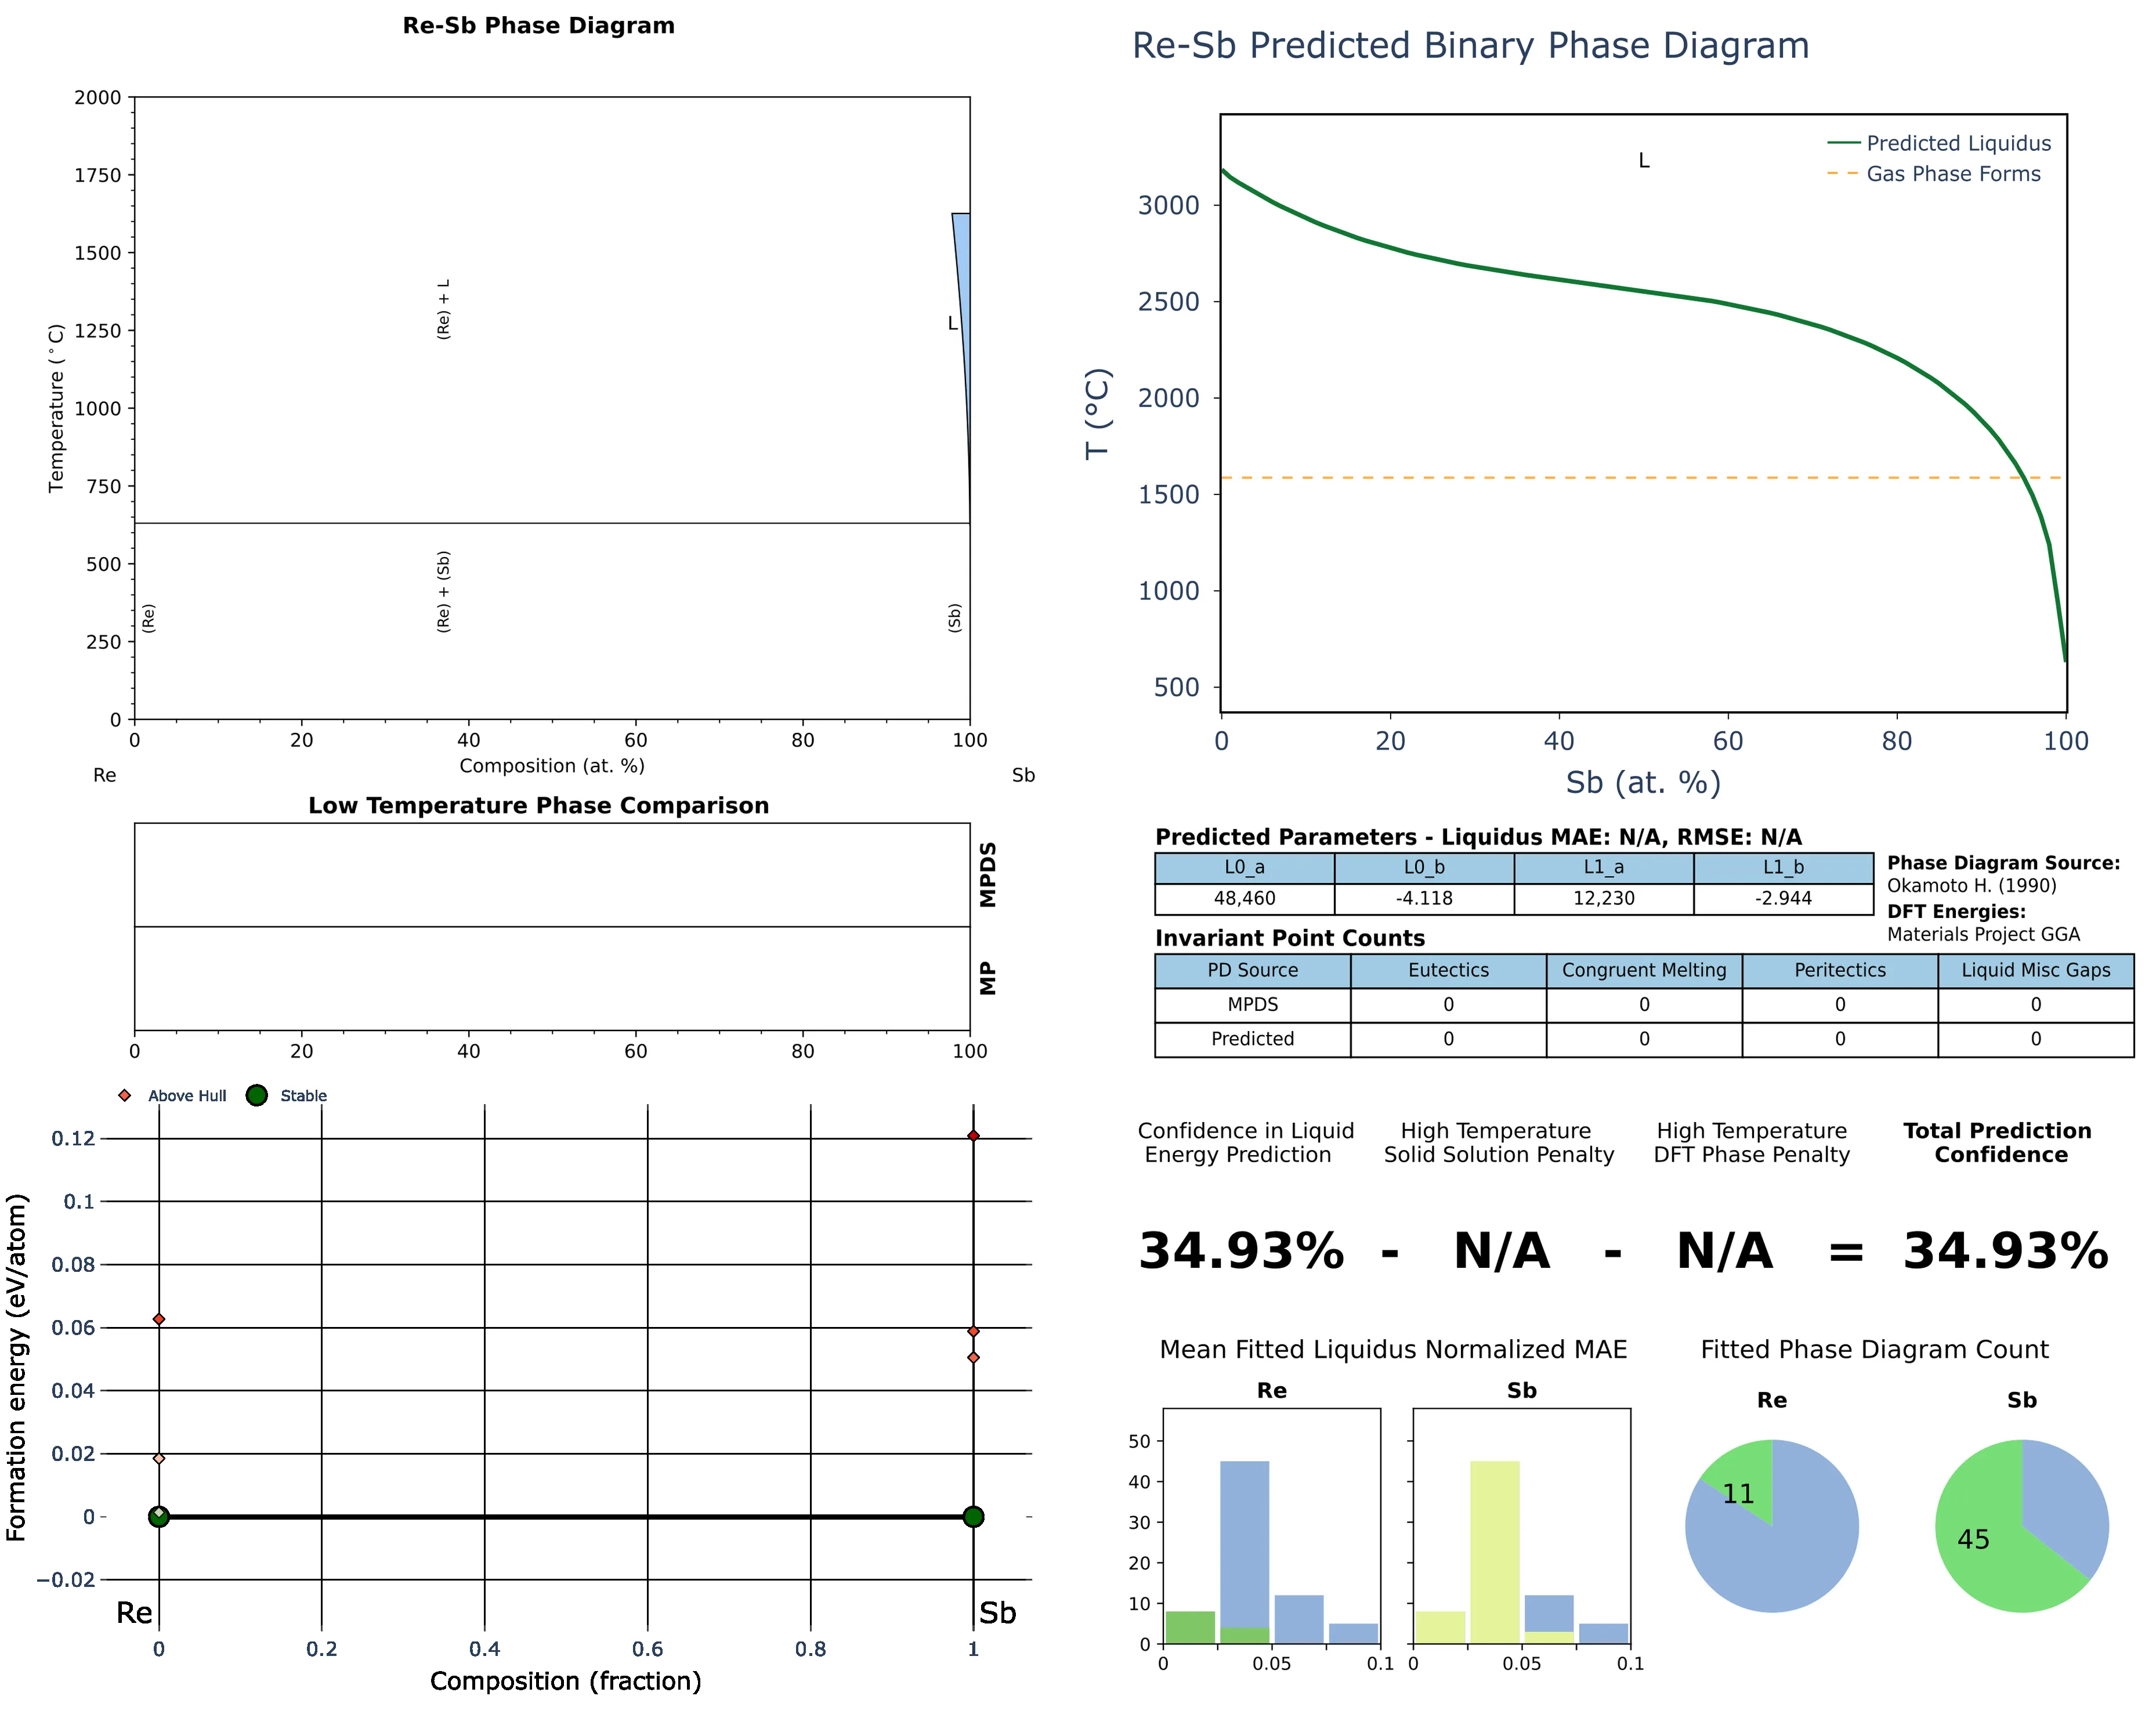 Re-Sb Phase Diagram
2000
1750
1500
1250
1000
750
500
250
0
Temperature (°C)
(Re) + L
L
(Re)
(Re) + (Sb)
(Sb)
0 20 40 60 80 100
Composition (at. %)
Re Sb
Low Temperature Phase Comparison
MPDS
MP
0 20 40 60 80 100
Above Hull Stable
0.12
0.1
0.08
0.06
0.04
0.02
0
−0.02
Formation energy (eV/atom)
Re Sb
0 0.2 0.4 0.6 0.8 1
Composition (fraction)
Re-Sb Predicted Binary Phase Diagram
L
Predicted Liquidus
Gas Phase Forms
3000
2500
2000
1500
1000
500
T (°C)
0 20 40 60 80 100
Sb (at. %)
Predicted Parameters - Liquidus MAE: N/A, RMSE: N/A
L0_a L0_b L1_a L1_b
48,460 -4.118 12,230 -2.944
Phase Diagram Source:
Okamoto H. (1990)
DFT Energies:
Materials Project GGA
Invariant Point Counts
PD Source Eutectics Congruent Melting Peritectics Liquid Misc Gaps
MPDS 0 0 0 0
Predicted 0 0 0 0
Confidence in Liquid
Energy Prediction
High Temperature
Solid Solution Penalty
High Temperature
DFT Phase Penalty
Total Prediction
Confidence
34.93% - N/A - N/A = 34.93%
Mean Fitted Liquidus Normalized MAE
Re Sb
50
40
30
20
10
0
0 0.05 0.1 0 0.05 0.1
Fitted Phase Diagram Count
Re Sb
11 45